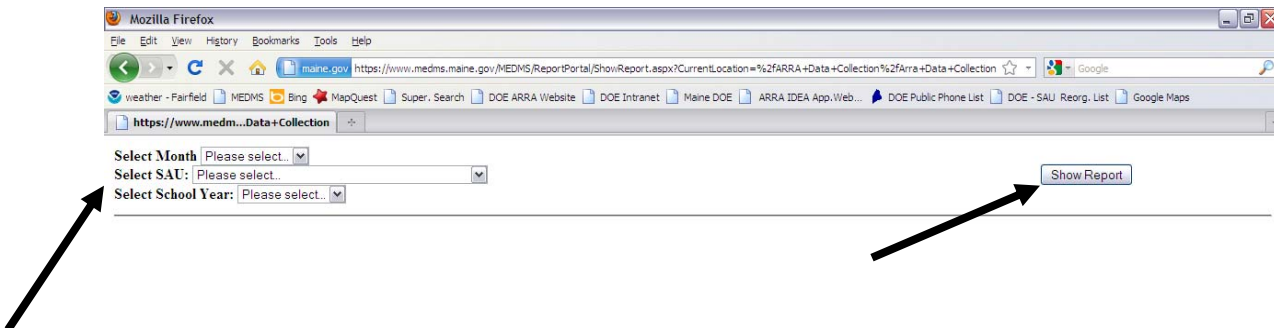 Mozilla Firefox
File Edit View History Bookmarks Tools Help
maine.gov https://www.medms.maine.gov/MEDMS/ReportPortal/ShowReport.aspx?CurrentLocation=%2fARRA+Data+Collection%2fArra+Data+Collection Google
weather - Fairfield MEDMS Bing MapQuest Super. Search DOE ARRA Website DOE Intranet Maine DOE ARRA IDEA App.Web... DOE Public Phone List DOE - SAU Reorg. List Google Maps
https://www.medm...Data+Collection
Select Month Please select...
Select SAU: Please select... Show Report
Select School Year: Please select...